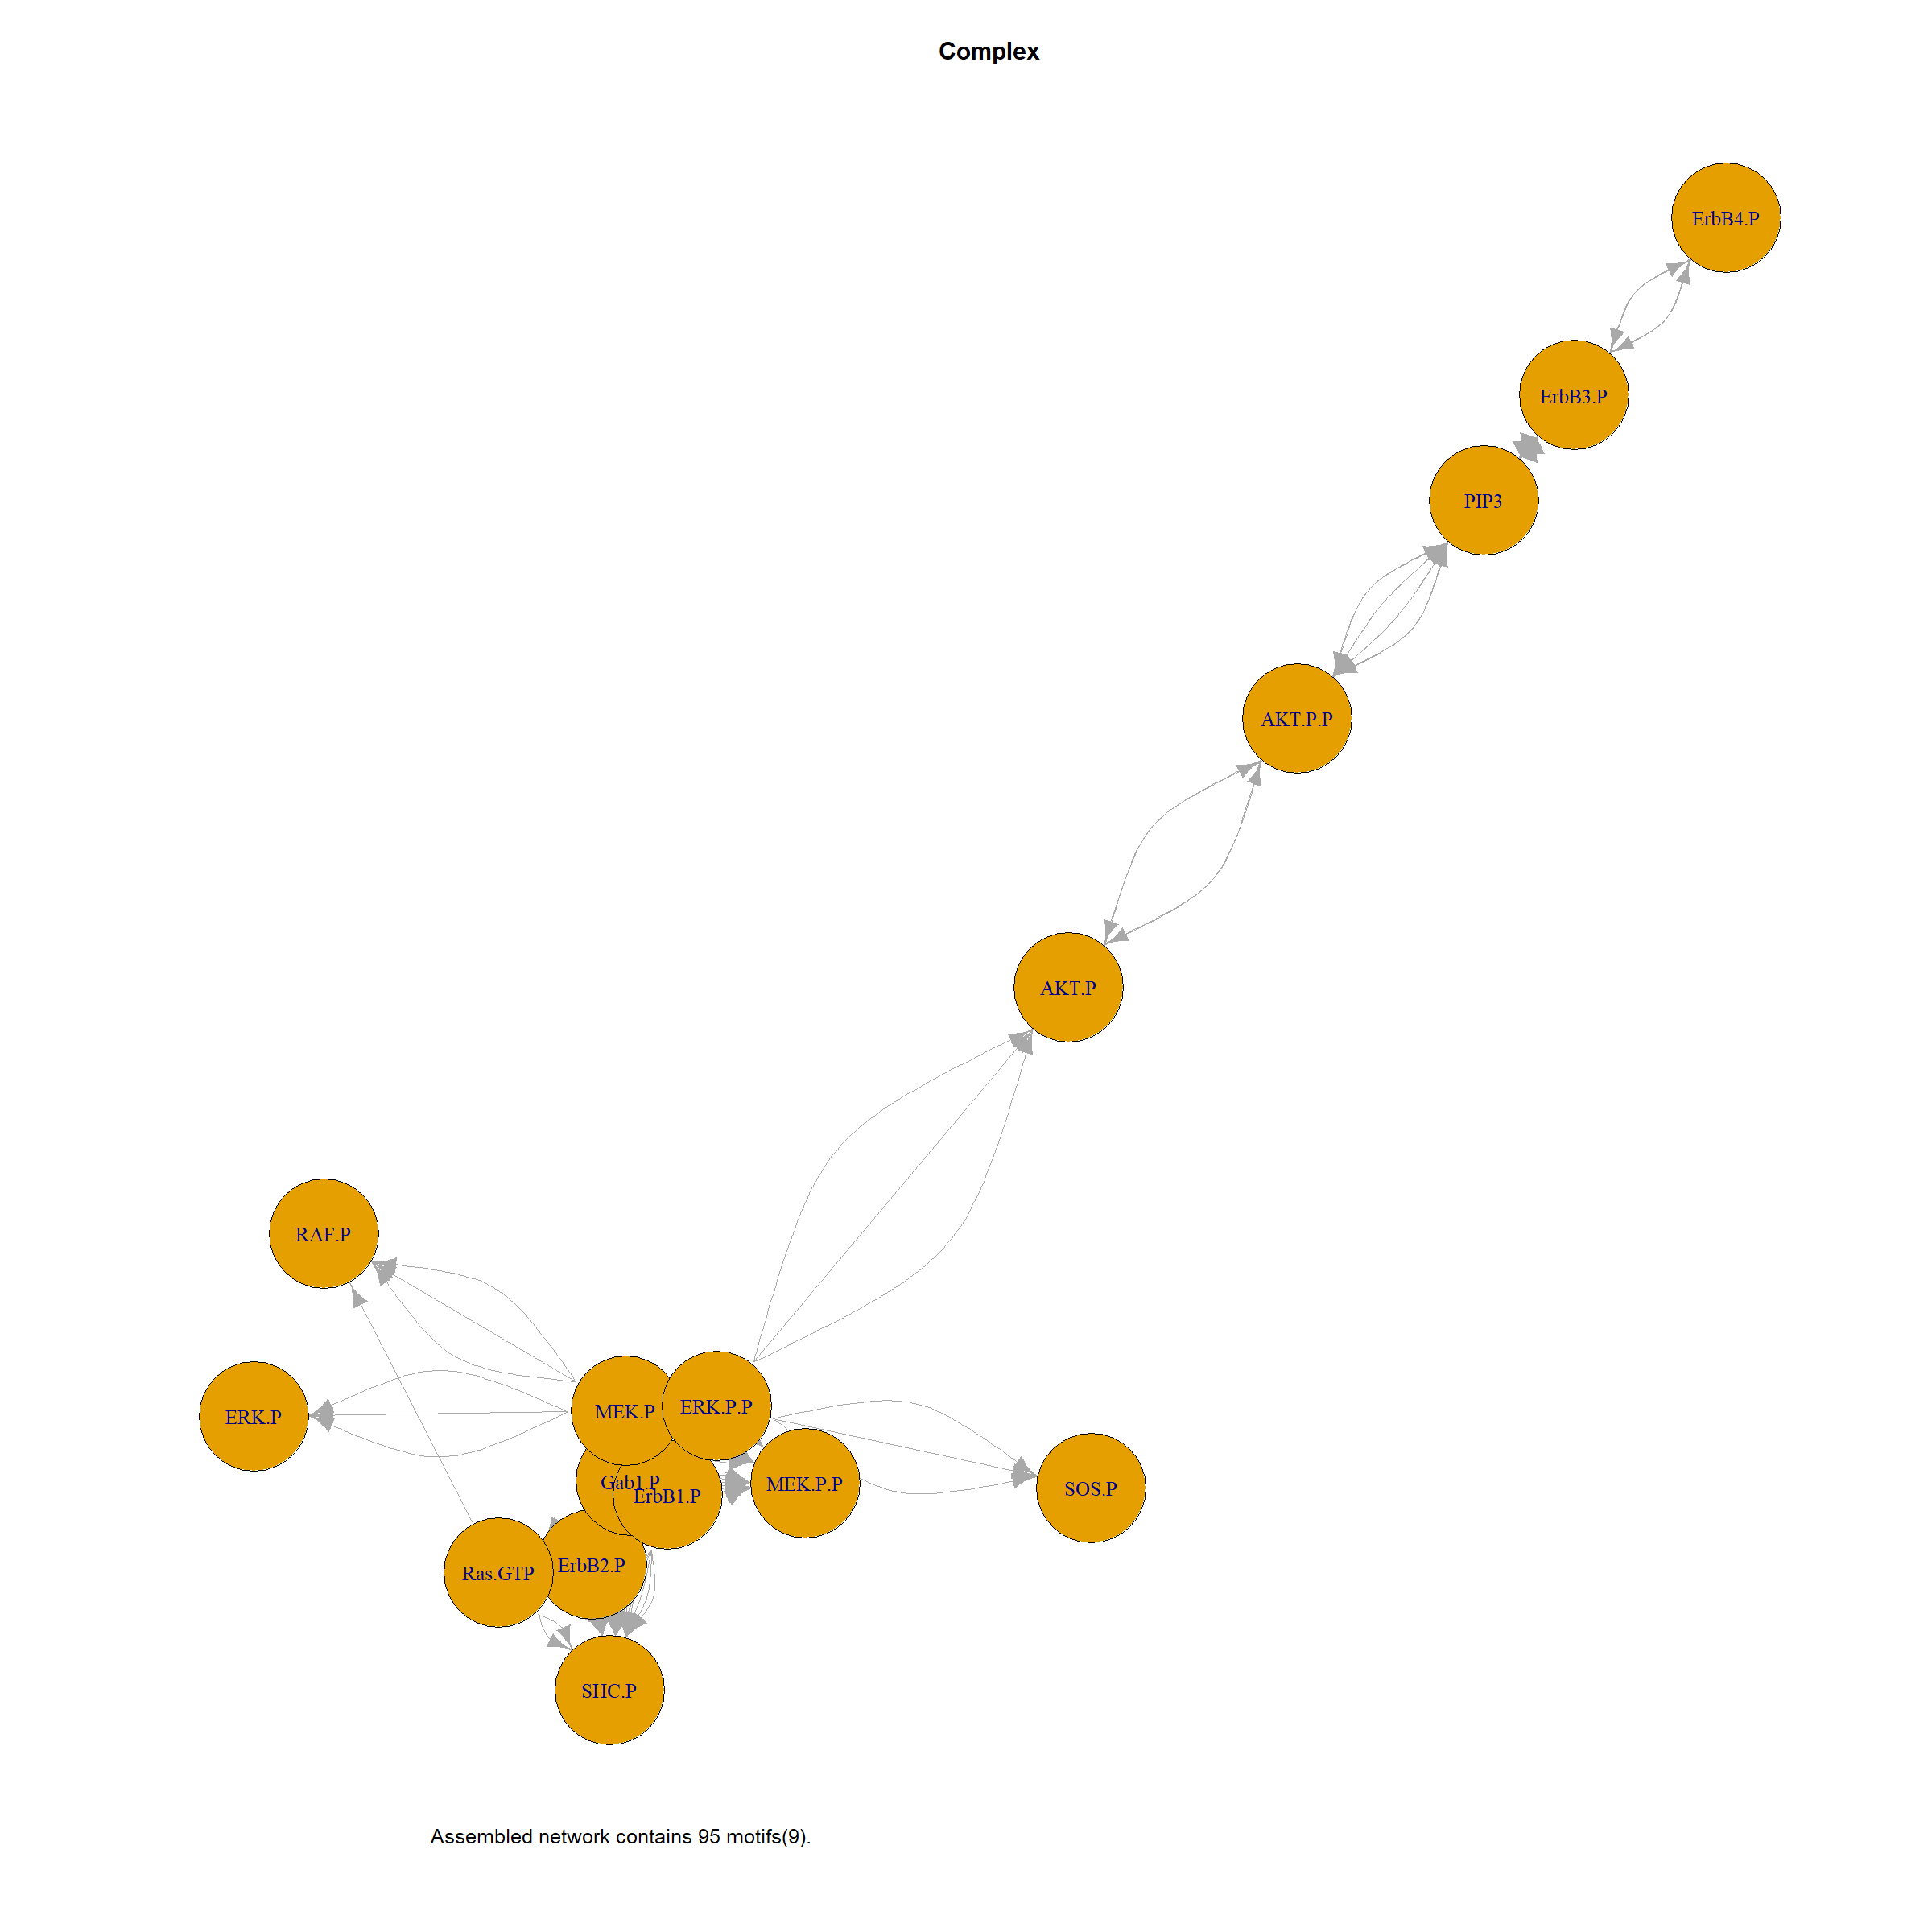 Complex
ErbB4.P
ErbB3.P
PIP3
AKT.P.P
AKT.P
RAF.P
ERK.P
MEK.P
ERK.P.P
Gab1.P
ErbB1.P
MEK.P.P
SOS.P
Ras.GTP
ErbB2.P
SHC.P
Assembled network contains 95 motifs(9).